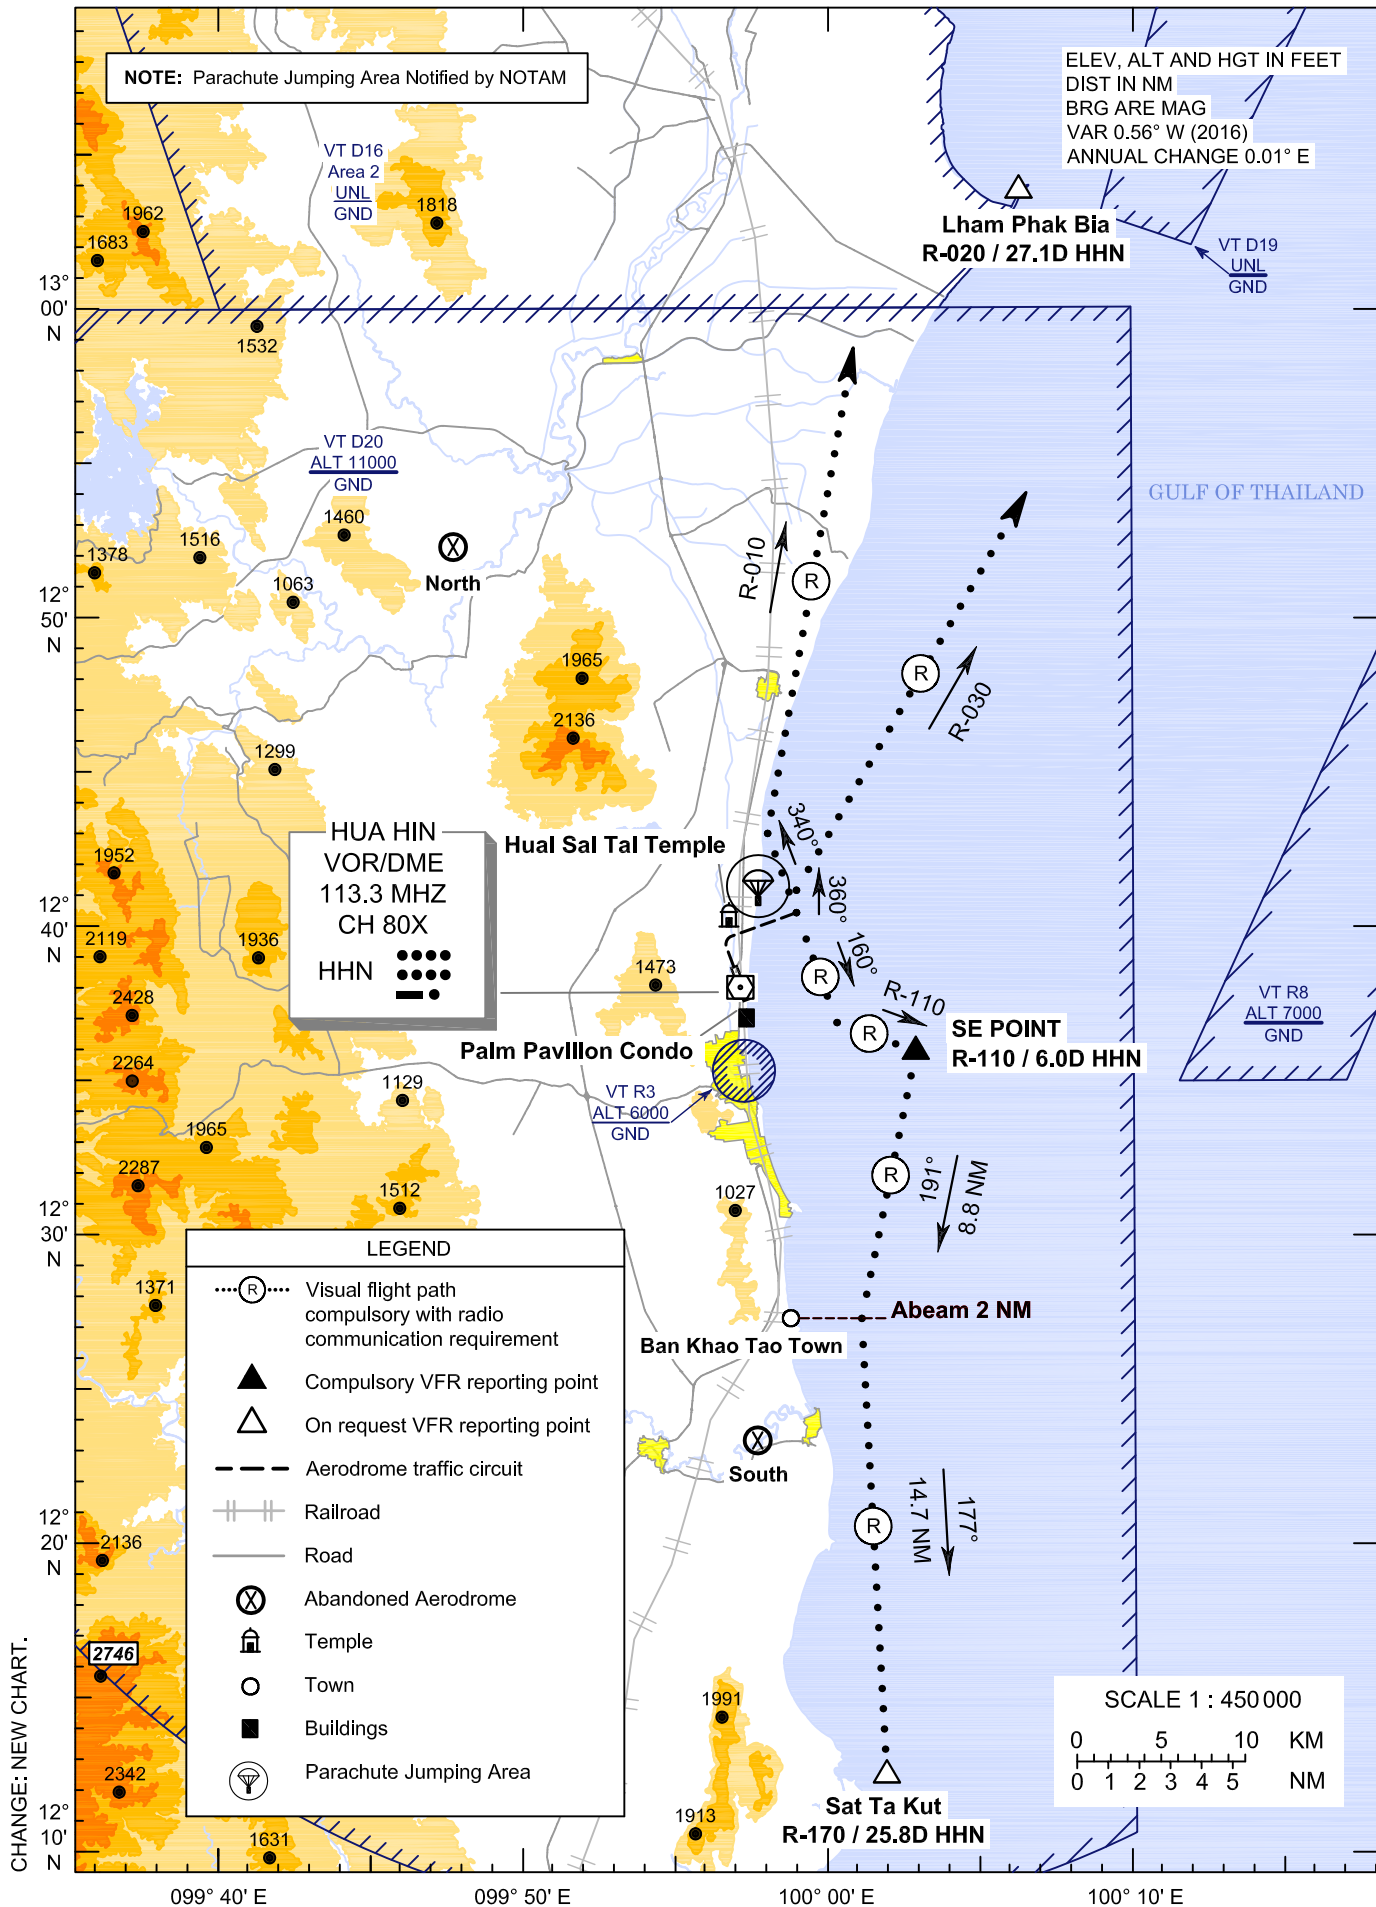 NOTE: Parachute Jumping Area Notified by NOTAM
ELEV, ALT AND HGT IN FEET
DIST IN NM
BRG ARE MAG
VAR 0.56° W (2016)
ANNUAL CHANGE 0.01° E
VT D16
Area 2
UNL
GND
1818
1962
1683
Lham Phak Bia
R-020 / 27.1D HHN
VT D19
UNL
GND
13°
00'
N
1532
VT D20
ALT 11000
GND
GULF OF THAILAND
1460
1516
1378
1063
North
R-010
R
12°
50'
N
1965
R
R-030
2136
1299
HUA HIN
VOR/DME
113.3 MHZ
CH 80X
HHN
Hual Sal Tal Temple
340°
360°
1952
12°
40'
N
2119
1936
160°
1473
R
2428
R-110
R
SE POINT
R-110 / 6.0D HHN
VT R8
ALT 7000
GND
Palm PavIlIon Condo
2264
1129
VT R3
ALT 6000
GND
1965
2287
R
191°
8.8 NM
1512
1027
12°
30'
N
LEGEND
R
Visual flight path
compulsory with radio
communication requirement
Compulsory VFR reporting point
On request VFR reporting point
Aerodrome traffic circuit
Railroad
Road
Abandoned Aerodrome
Temple
Town
Buildings
Parachute Jumping Area
1371
Abeam 2 NM
Ban Khao Tao Town
South
12°
20'
N
2136
R
14.7 NM
177°
2746
1991
SCALE 1 : 450 000
0 5 10 KM
0 1 2 3 4 5 NM
2342
Sat Ta Kut
R-170 / 25.8D HHN
1913
12°
10'
N
1631
CHANGE: NEW CHART.
099° 40' E
099° 50' E
100° 00' E
100° 10' E